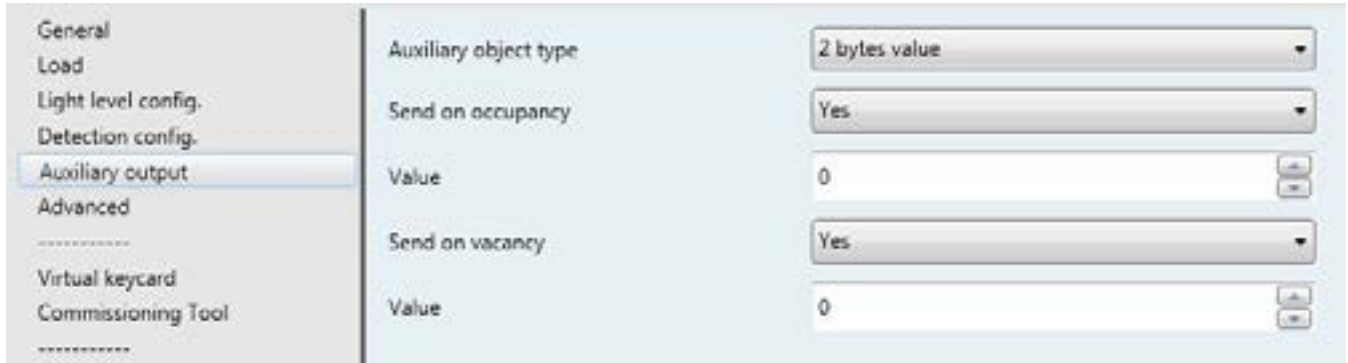 General
Load
Light level config.
Detection config.
Auxiliary output
Advanced
-----------
Virtual keycard
Commissioning Tool
-----------
Auxiliary object type
2 bytes value
Send on occupancy
Yes
Value
0
Send on vacancy
Yes
Value
0